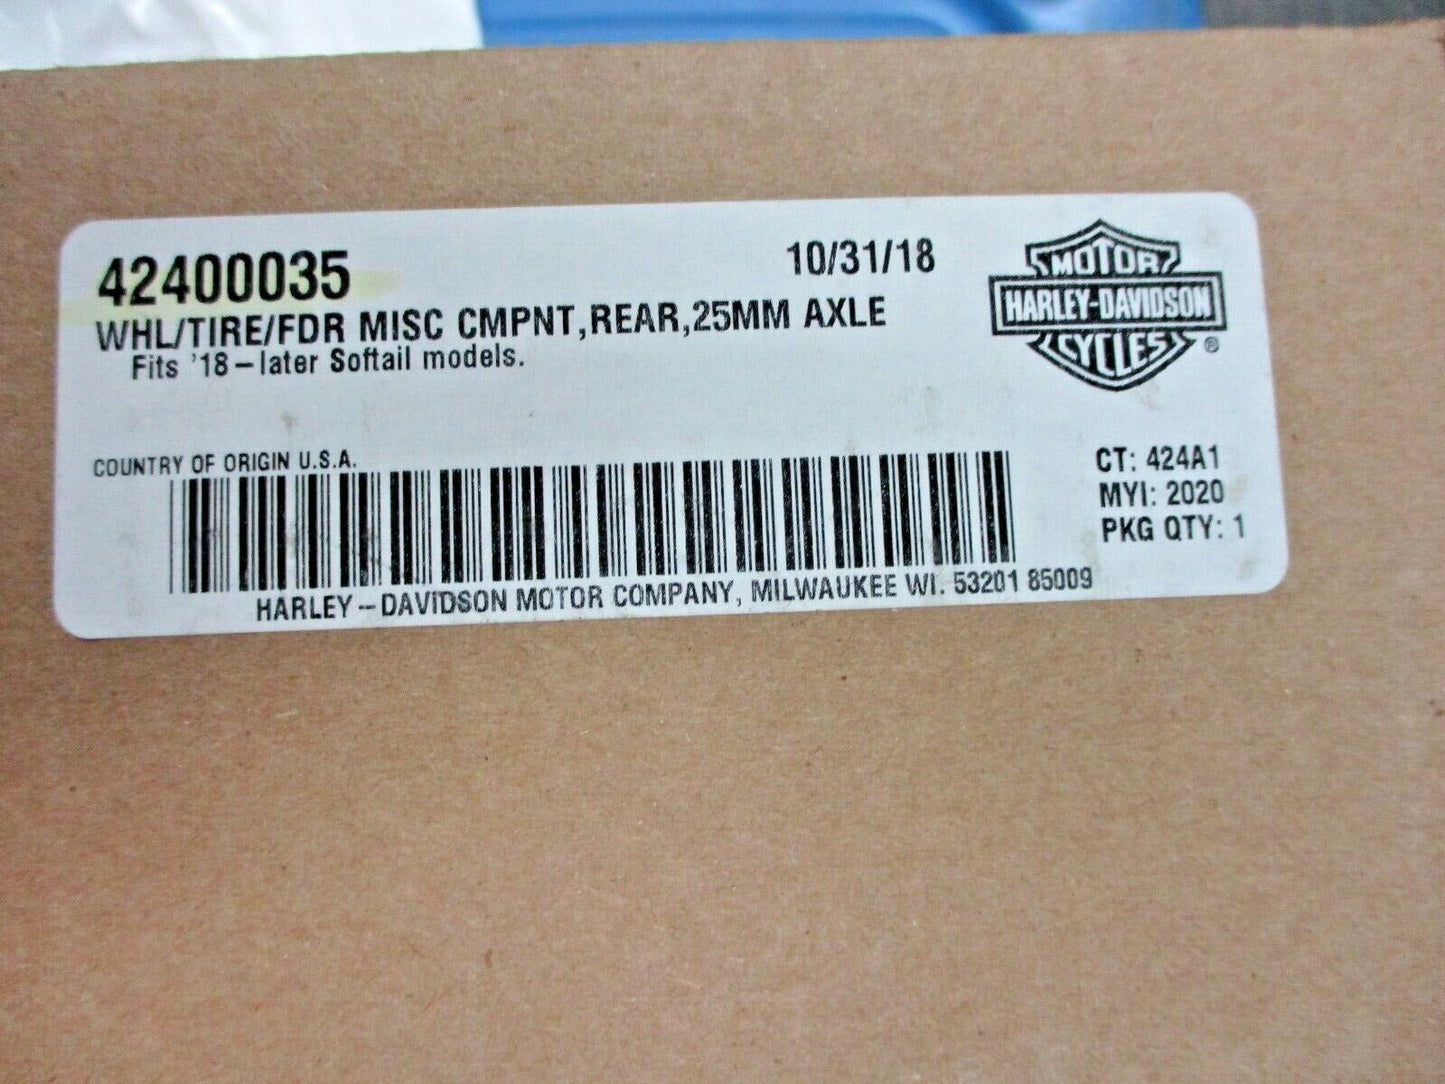 42400035
10/31/18
WHL/TIRE/FDR MISC CMPNT,REAR,25MM AXLE
Fits '18-later Softail models.
MOTOR
HARLEY-DAVIDSON
CYCLES
®
COUNTRY OF ORIGIN U.S.A.
CT: 424A1
MYI: 2020
PKG QTY: 1
HARLEY-DAVIDSON MOTOR COMPANY, MILWAUKEE WI. 53201 85009